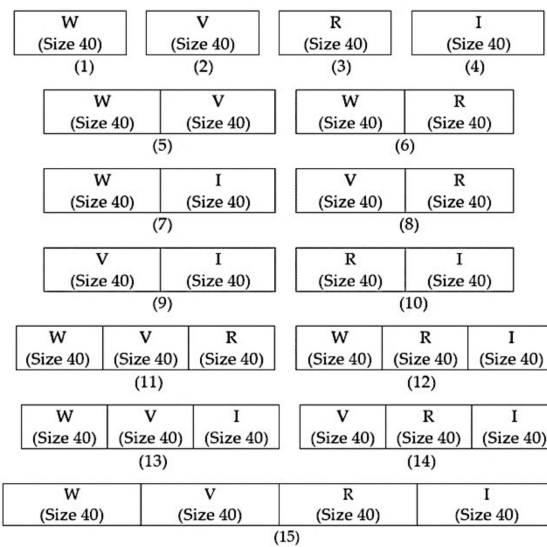 W V R I
(Size 40) (Size 40) (Size 40) (Size 40)
(1) (2) (3) (4)
W V W R
(Size 40) (Size 40) (Size 40) (Size 40)
(5) (6)
W I V R
(Size 40) (Size 40) (Size 40) (Size 40)
(7) (8)
V I R I
(Size 40) (Size 40) (Size 40) (Size 40)
(9) (10)
W V R W R I
(Size 40) (Size 40) (Size 40) (Size 40) (Size 40) (Size 40)
(11) (12)
W V I V R I
(Size 40) (Size 40) (Size 40) (Size 40) (Size 40) (Size 40)
(13) (14)
W V R I
(Size 40) (Size 40) (Size 40) (Size 40)
(15)